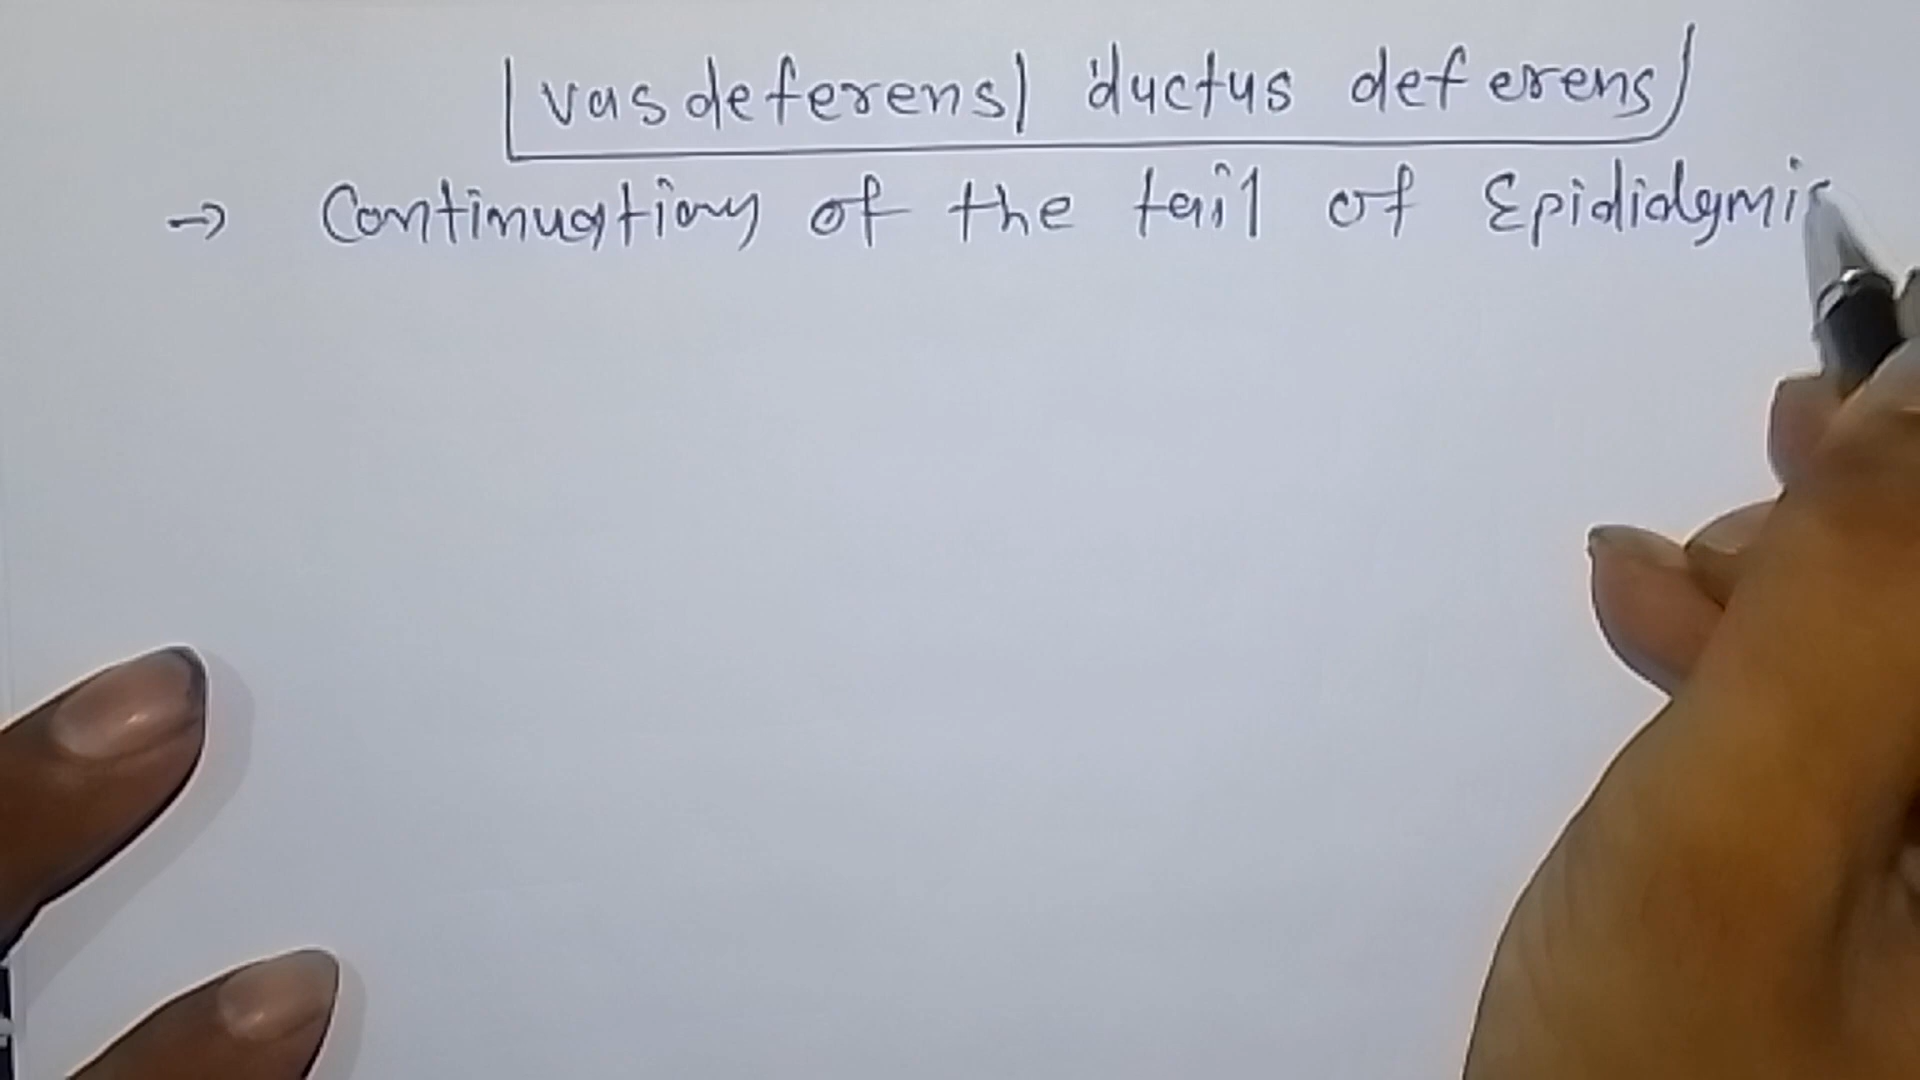 vas deferens/ ductus deferens
→ Continuation of the tail of Epididymis